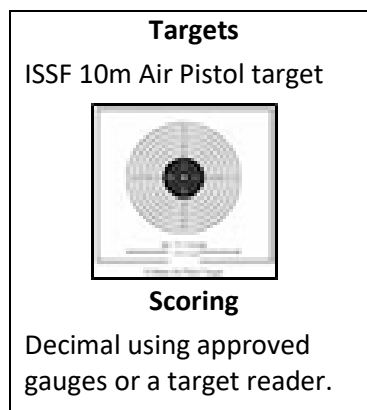 Targets
ISSF 10m Air Pistol target
Scoring
Decimal using approved
gauges or a target reader.